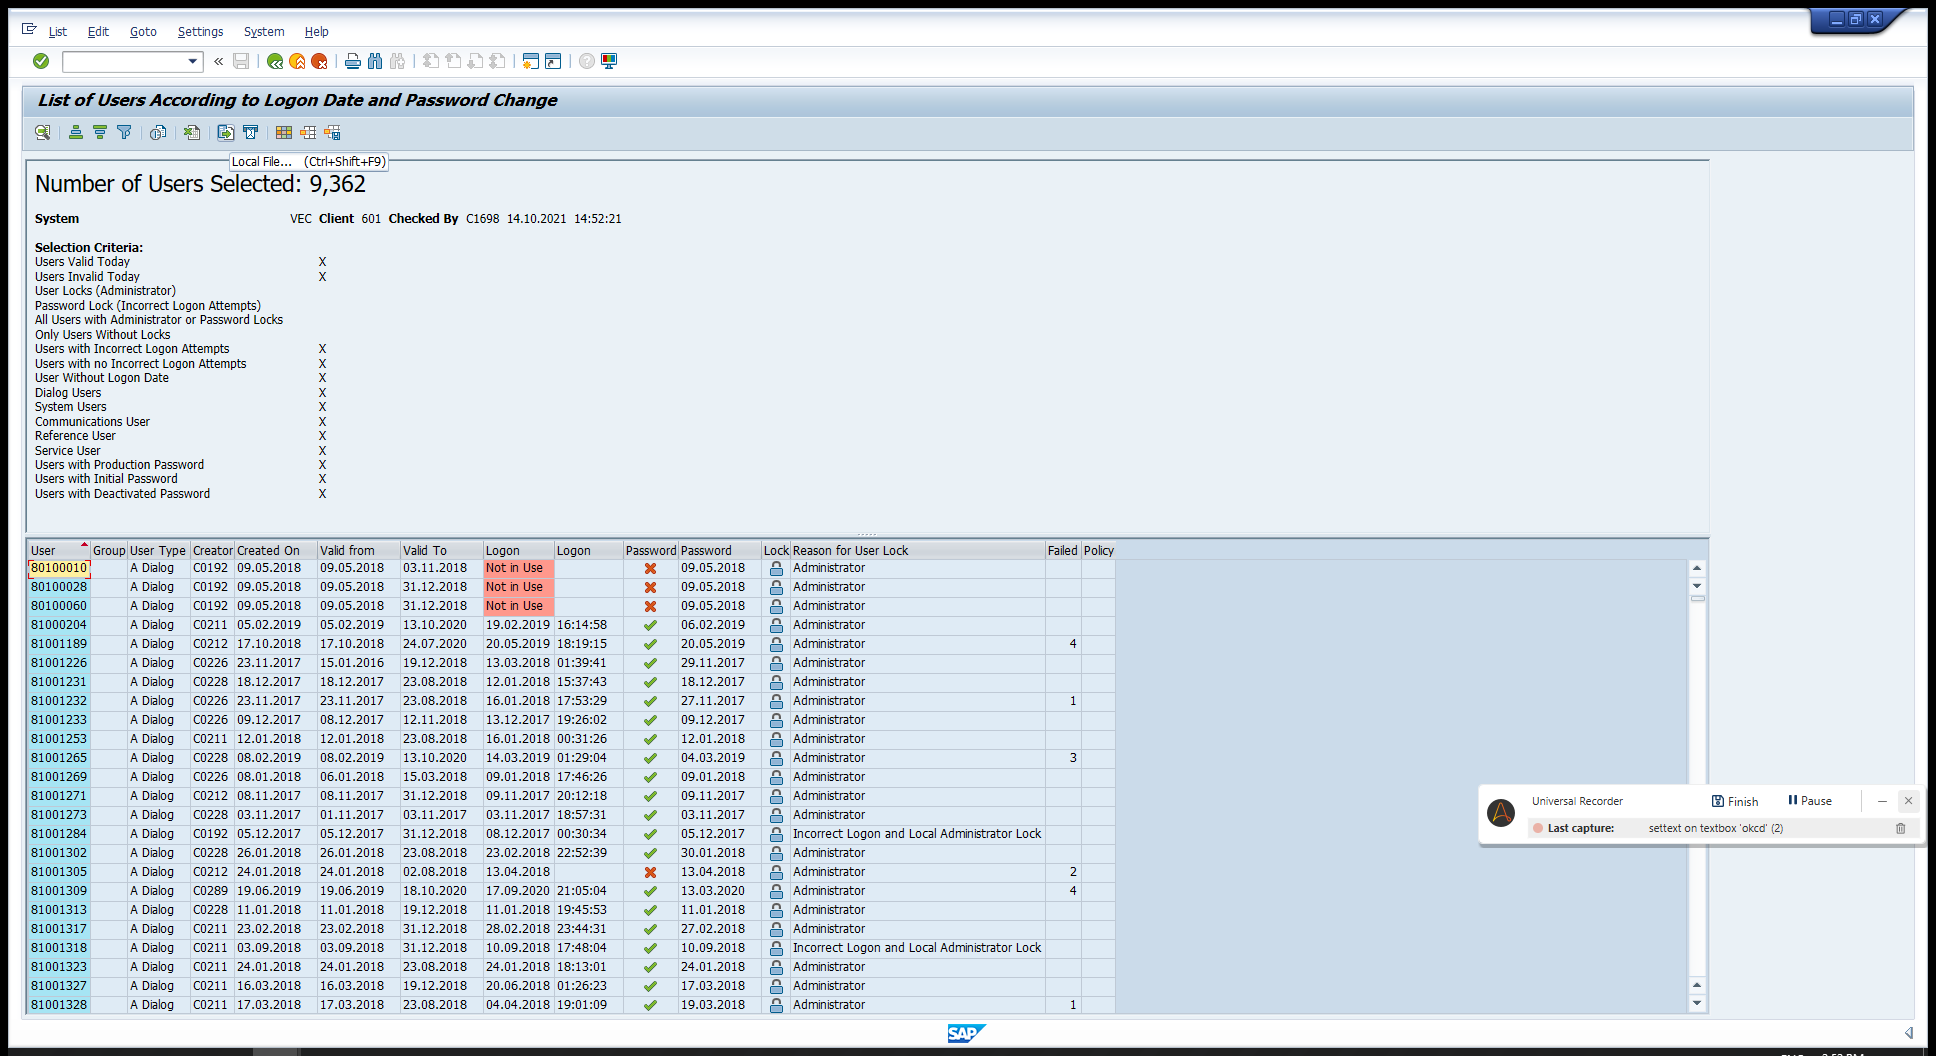 List Edit Goto Settings System Help
List of Users According to Logon Date and Password Change
Local File... (Ctrl+Shift+F9)
Number of Users Selected: 9,362
System VEC Client 601 Checked By C1698 14.10.2021 14:52:21
Selection Criteria:
Users Valid Today X
Users Invalid Today X
User Locks (Administrator)
Password Lock (Incorrect Logon Attempts)
All Users with Administrator or Password Locks
Only Users Without Locks
Users with Incorrect Logon Attempts X
Users with no Incorrect Logon Attempts X
User Without Logon Date X
Dialog Users X
System Users X
Communications User X
Reference User X
Service User X
Users with Production Password X
Users with Initial Password X
Users with Deactivated Password X
User Group User Type Creator Created On Valid from Valid To Logon Logon Password Password Lock Reason for User Lock Failed Policy
80100010 A Dialog C0192 09.05.2018 09.05.2018 03.11.2018 Not in Use 09.05.2018 Administrator
80100028 A Dialog C0192 09.05.2018 09.05.2018 31.12.2018 Not in Use 09.05.2018 Administrator
80100060 A Dialog C0192 09.05.2018 09.05.2018 31.12.2018 Not in Use 09.05.2018 Administrator
81000204 A Dialog C0211 05.02.2019 05.02.2019 13.10.2020 19.02.2019 16:14:58 06.02.2019 Administrator
81001189 A Dialog C0212 17.10.2018 17.10.2018 24.07.2020 20.05.2019 18:19:15 20.05.2019 Administrator 4
81001226 A Dialog C0226 23.11.2017 15.01.2016 19.12.2018 13.03.2018 01:39:41 29.11.2017 Administrator
81001231 A Dialog C0228 18.12.2017 18.12.2017 23.08.2018 12.01.2018 15:37:43 18.12.2017 Administrator
81001232 A Dialog C0226 23.11.2017 23.11.2017 23.08.2018 16.01.2018 17:53:29 27.11.2017 Administrator 1
81001233 A Dialog C0226 09.12.2017 08.12.2017 12.11.2018 13.12.2017 19:26:02 09.12.2017 Administrator
81001253 A Dialog C0211 12.01.2018 12.01.2018 23.08.2018 16.01.2018 00:31:26 12.01.2018 Administrator
81001265 A Dialog C0228 08.02.2019 08.02.2019 13.10.2020 14.03.2019 01:29:04 04.03.2019 Administrator 3
81001269 A Dialog C0226 08.01.2018 06.01.2018 15.03.2018 09.01.2018 17:46:26 09.01.2018 Administrator
81001271 A Dialog C0212 08.11.2017 08.11.2017 31.12.2018 09.11.2017 20:12:18 09.11.2017 Administrator
81001273 A Dialog C0228 03.11.2017 01.11.2017 03.11.2017 03.11.2017 18:57:31 03.11.2017 Administrator
81001284 A Dialog C0192 05.12.2017 05.12.2017 31.12.2018 08.12.2017 00:30:34 05.12.2017 Incorrect Logon and Local Administrator Lock
81001302 A Dialog C0228 26.01.2018 26.01.2018 23.08.2018 23.02.2018 22:52:39 30.01.2018 Administrator
81001305 A Dialog C0212 24.01.2018 24.01.2018 02.08.2018 13.04.2018 13.04.2018 Administrator 2
81001309 A Dialog C0289 19.06.2019 19.06.2019 18.10.2020 17.09.2020 21:05:04 13.03.2020 Administrator 4
81001313 A Dialog C0228 11.01.2018 11.01.2018 19.12.2018 11.01.2018 19:45:53 11.01.2018 Administrator
81001317 A Dialog C0211 23.02.2018 23.02.2018 31.12.2018 28.02.2018 23:44:31 27.02.2018 Administrator
81001318 A Dialog C0211 03.09.2018 03.09.2018 31.12.2018 10.09.2018 17:48:04 10.09.2018 Incorrect Logon and Local Administrator Lock
81001323 A Dialog C0211 24.01.2018 24.01.2018 23.08.2018 24.01.2018 18:13:01 24.01.2018 Administrator
81001327 A Dialog C0211 16.03.2018 16.03.2018 19.12.2018 20.06.2018 01:26:23 17.03.2018 Administrator
81001328 A Dialog C0211 17.03.2018 17.03.2018 23.08.2018 04.04.2018 19:01:09 19.03.2018 Administrator 1
Universal Recorder Finish Pause
Last capture: settext on textbox 'okcd' (2)
SAP